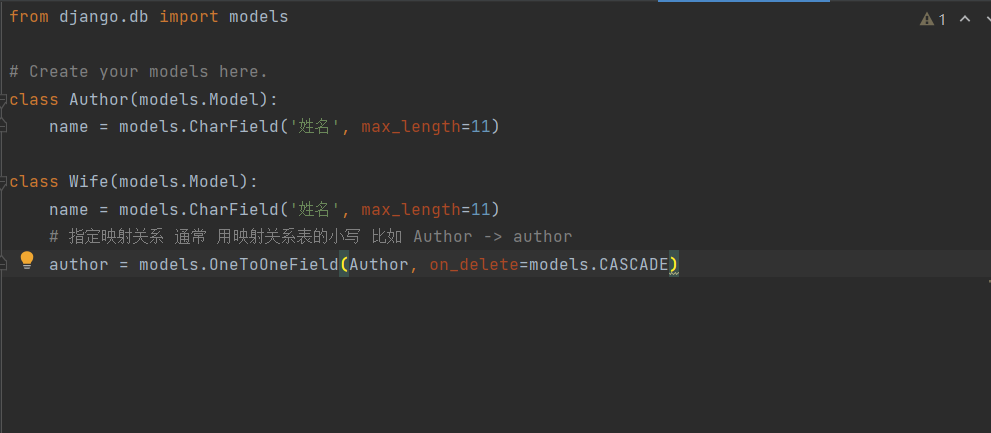 from django.db import models
1
# Create your models here.
class Author(models.Model):
    name = models.CharField('姓名', max_length=11)
class Wife(models.Model):
    name = models.CharField('姓名', max_length=11)
    # 指定映射关系 通常 用映射关系表的小写 比如 Author -> author
    author = models.OneToOneField(Author, on_delete=models.CASCADE)